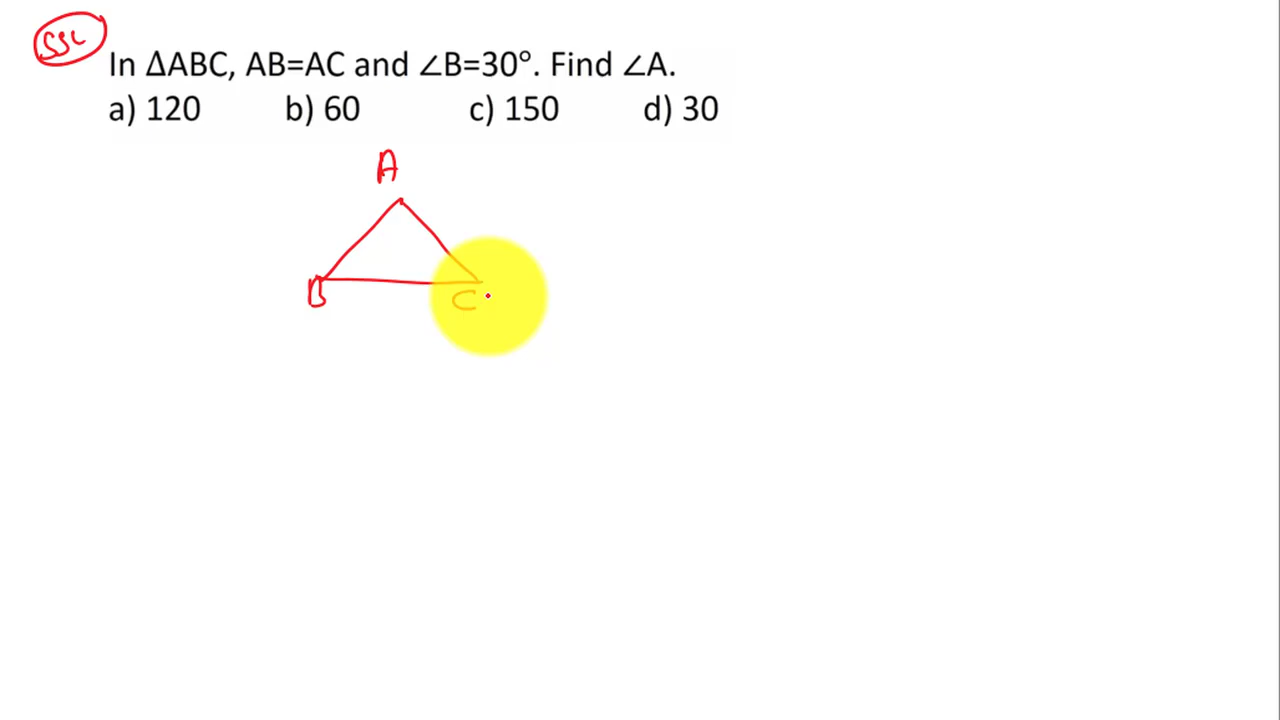 SSC
In ΔABC, AB=AC and ∠B=30°. Find ∠A.
a) 120 b) 60 c) 150 d) 30
A
B
C